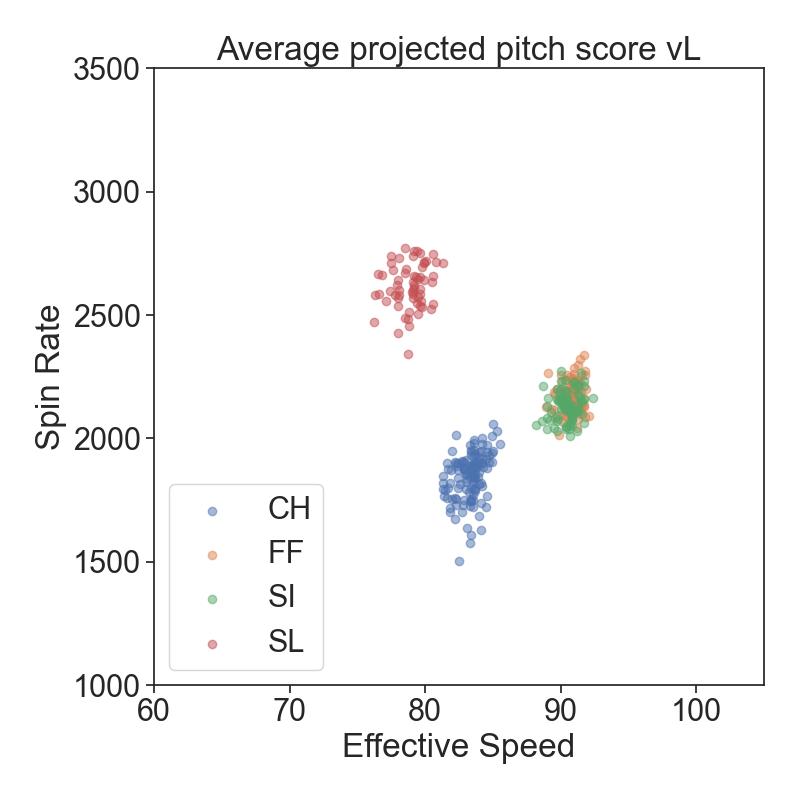 Average projected pitch score vL
3500
3000
2500
2000
1500
1000
Spin Rate
CH
FF
SI
SL
60 70 80 90 100
Effective Speed